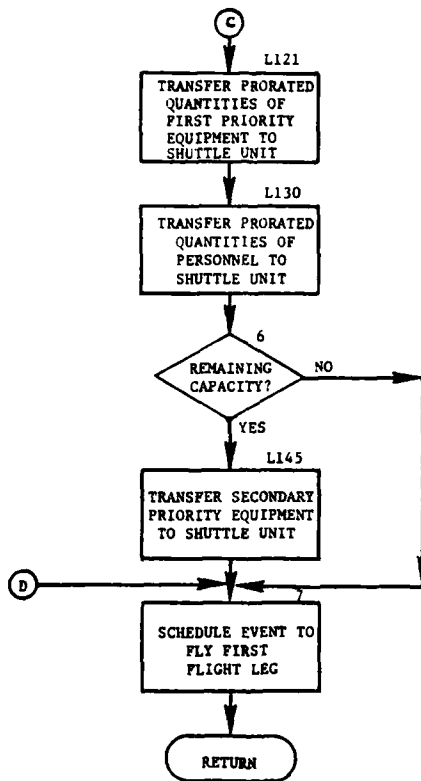 C
L121
TRANSFER PRORATED
QUANTITIES OF
FIRST PRIORITY
EQUIPMENT TO
SHUTTLE UNIT
L130
TRANSFER PRORATED
QUANTITIES OF
PERSONNEL TO
SHUTTLE UNIT
6
REMAINING
CAPACITY?
NO
YES
L145
TRANSFER SECONDARY
PRIORITY EQUIPMENT
TO SHUTTLE UNIT
D
7
SCHEDULE EVENT TO
FLY FIRST
FLIGHT LEG
RETURN